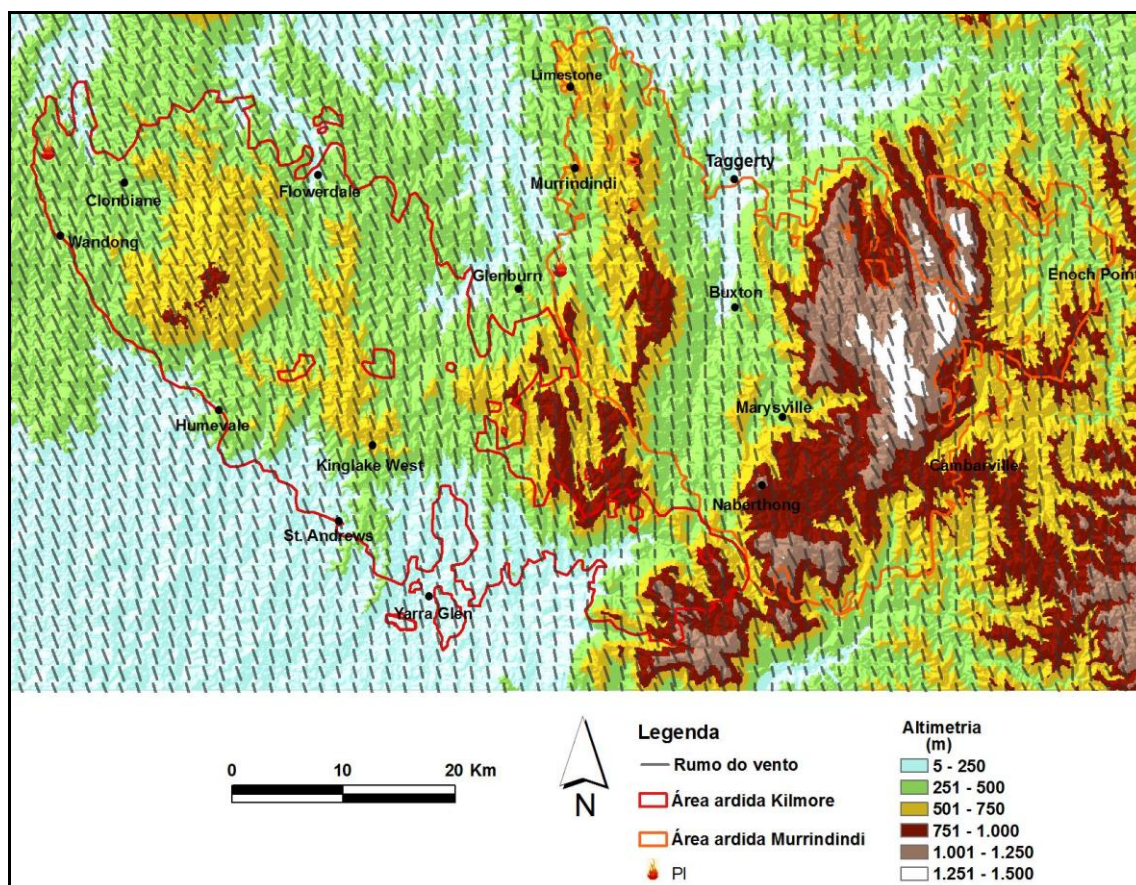 Limestone
Murrindindi
Taggerty
Clonbiane
Flowerdale
Wandong
Glenburn
Buxton
Enoch Point
Humevale
Marysville
Kinglake West
Cambarville
Naberthong
St. Andrews
Yarra Glen
0 10 20 Km
N
Legenda
Rumo do vento
Área ardida Kilmore
Área ardida Murrindindi
PI
Altimetria
(m)
5 - 250
251 - 500
501 - 750
751 - 1.000
1.001 - 1.250
1.251 - 1.500